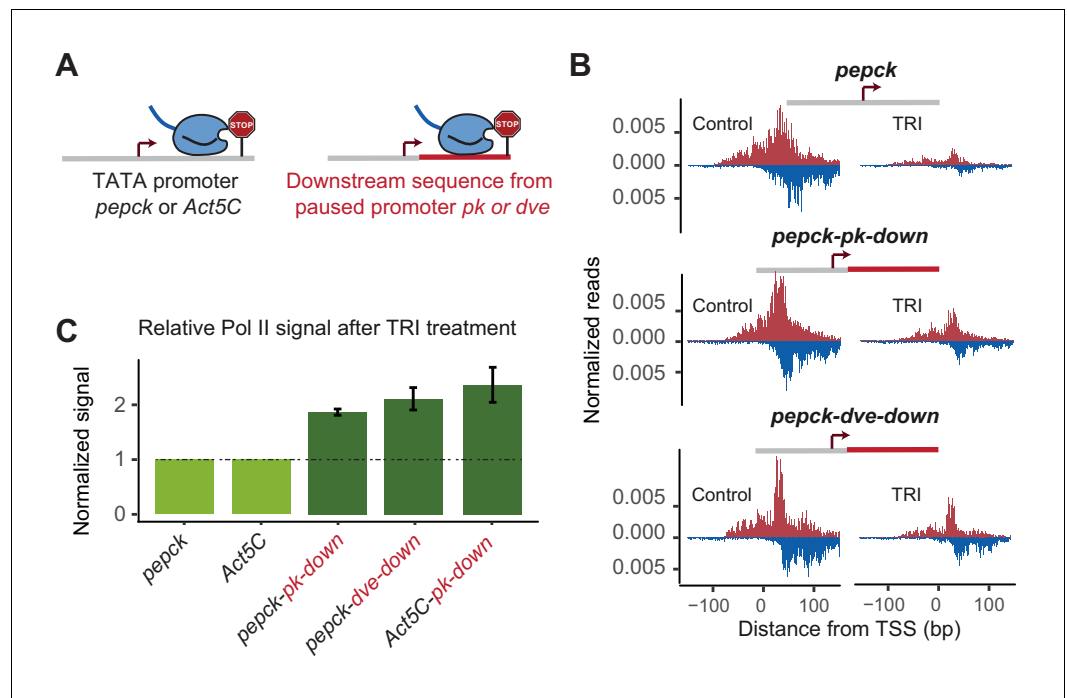 A
STOP
STOP
TATA promoter
pepck or Act5C
Downstream sequence from
paused promoter pk or dve
B
pepck
Control
TRI
0.005
0.000
0.005
pepck-pk-down
Control
TRI
0.005
0.000
0.005
pepck-dve-down
Control
TRI
0.005
0.000
0.005
Normalized reads
−100 0 100 −100 0 100
Distance from TSS (bp)
C
Relative Pol II signal after TRI treatment
Normalized signal
2
1
0
pepck
Act5C
pepck-pk-down
pepck-dve-down
Act5C-pk-down